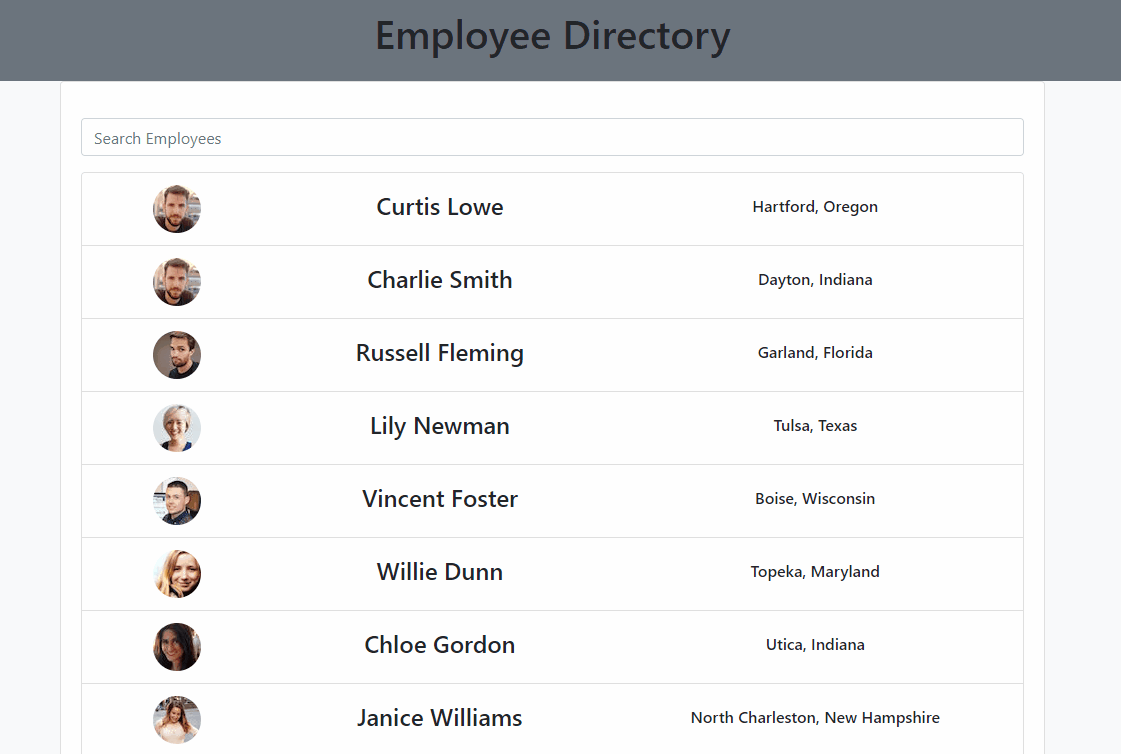 Employee Directory
Search Employees
Curtis Lowe Hartford, Oregon
Charlie Smith Dayton, Indiana
Russell Fleming Garland, Florida
Lily Newman Tulsa, Texas
Vincent Foster Boise, Wisconsin
Willie Dunn Topeka, Maryland
Chloe Gordon Utica, Indiana
Janice Williams North Charleston, New Hampshire